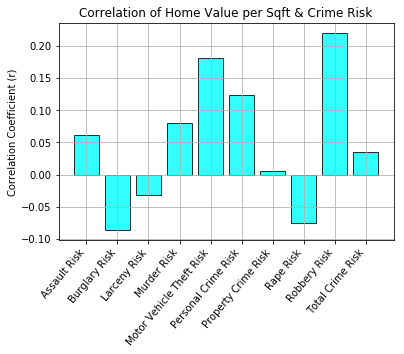 Correlation of Home Value per Sqft & Crime Risk
Correlation Coefficient (r)
0.20
0.15
0.10
0.05
0.00
−0.05
−0.10
Assault Risk
Burglary Risk
Larceny Risk
Murder Risk
Motor Vehicle Theft Risk
Personal Crime Risk
Property Crime Risk
Rape Risk
Robbery Risk
Total Crime Risk